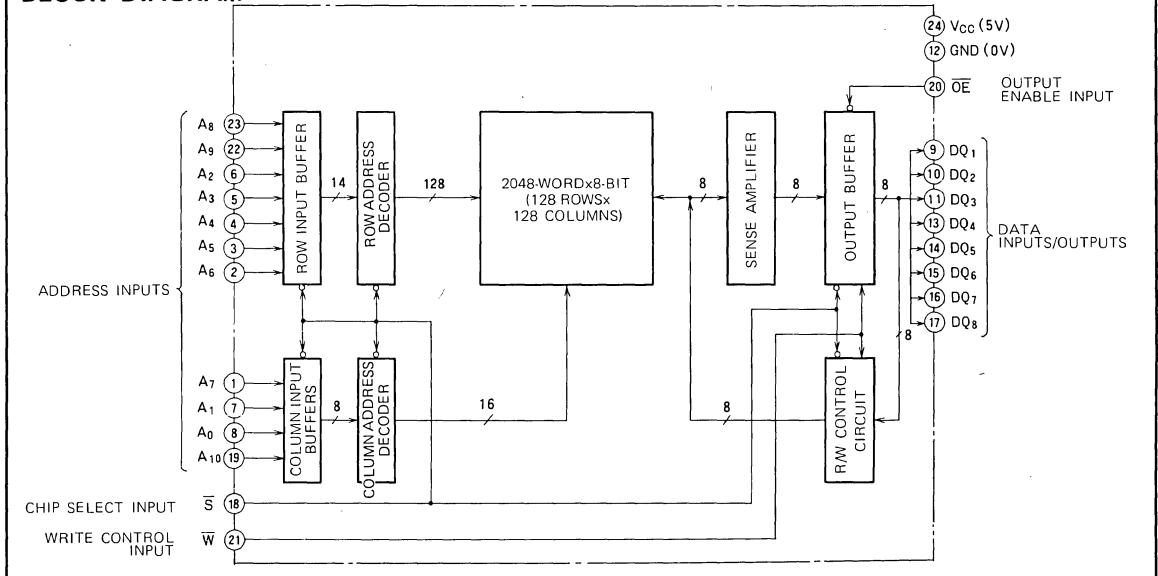 BLOCK DIAGRAM
24 Vcc (5V)
12 GND (0V)
20 OE OUTPUT ENABLE INPUT
ADDRESS INPUTS
A8 23
A9 22
A2 6
A3 5
A4 4
A5 3
A6 2
ROW INPUT BUFFER
14
ROW ADDRESS DECODER
128
2048-WORDx8-BIT
(128 ROWSx
128 COLUMNS)
8
SENSE AMPLIFIER
8
OUTPUT BUFFER
8
9 DQ1
10 DQ2
11 DQ3
13 DQ4
14 DQ5
15 DQ6
16 DQ7
17 DQ8
DATA
INPUTS/OUTPUTS
8
A7 1
A1 7
A0 8
A10 19
COLUMN INPUT
BUFFERS
8
COLUMN ADDRESS
DECODER
16
8
R/W CONTROL
CIRCUIT
CHIP SELECT INPUT S 18
WRITE CONTROL
INPUT
W 21